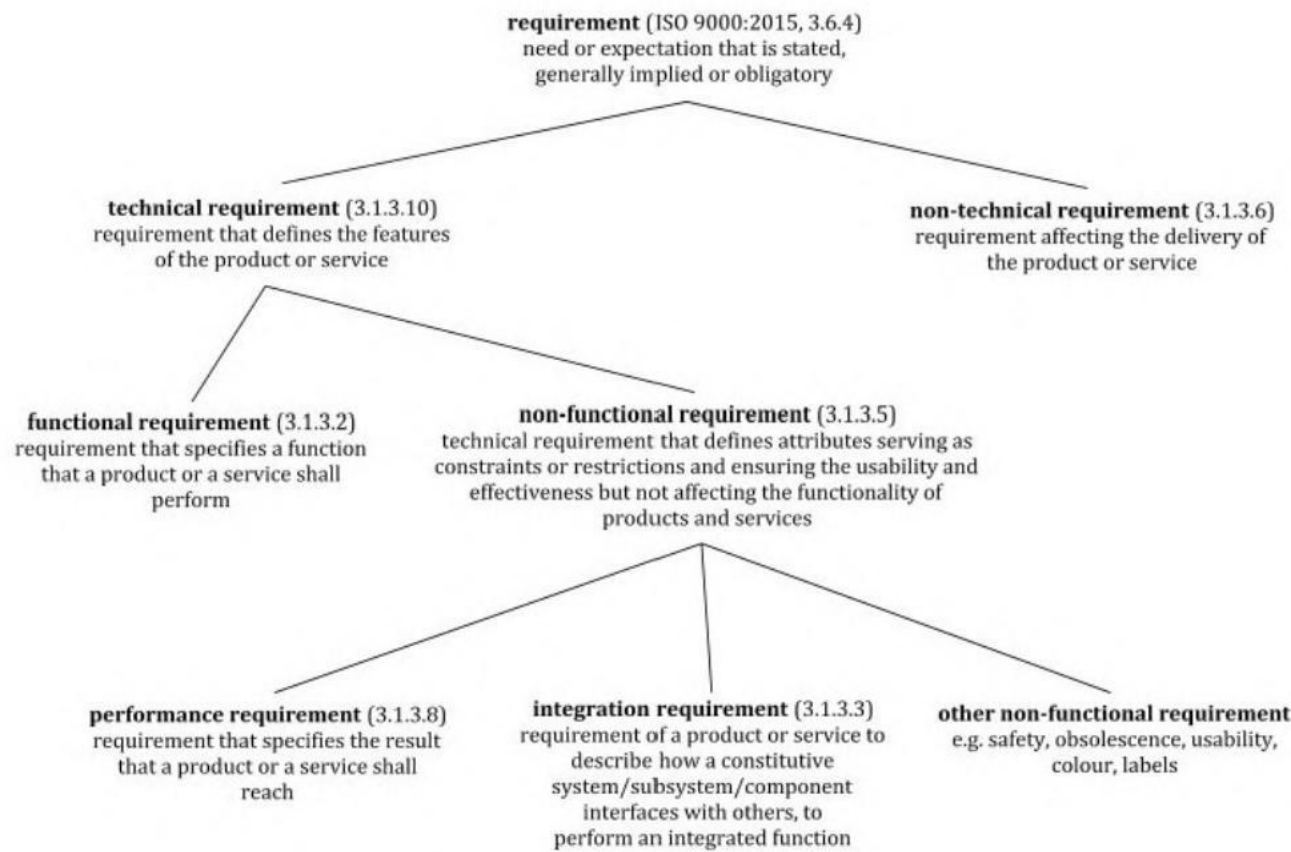 requirement (ISO 9000:2015, 3.6.4)
need or expectation that is stated,
generally implied or obligatory
technical requirement (3.1.3.10)
requirement that defines the features
of the product or service
non-technical requirement (3.1.3.6)
requirement affecting the delivery of
the product or service
functional requirement (3.1.3.2)
requirement that specifies a function
that a product or a service shall
perform
non-functional requirement (3.1.3.5)
technical requirement that defines attributes serving as
constraints or restrictions and ensuring the usability and
effectiveness but not affecting the functionality of
products and services
performance requirement (3.1.3.8)
requirement that specifies the result
that a product or a service shall
reach
integration requirement (3.1.3.3)
requirement of a product or service to
describe how a constitutive
system/subsystem/component
interfaces with others, to
perform an integrated function
other non-functional requirement
e.g. safety, obsolescence, usability,
colour, labels